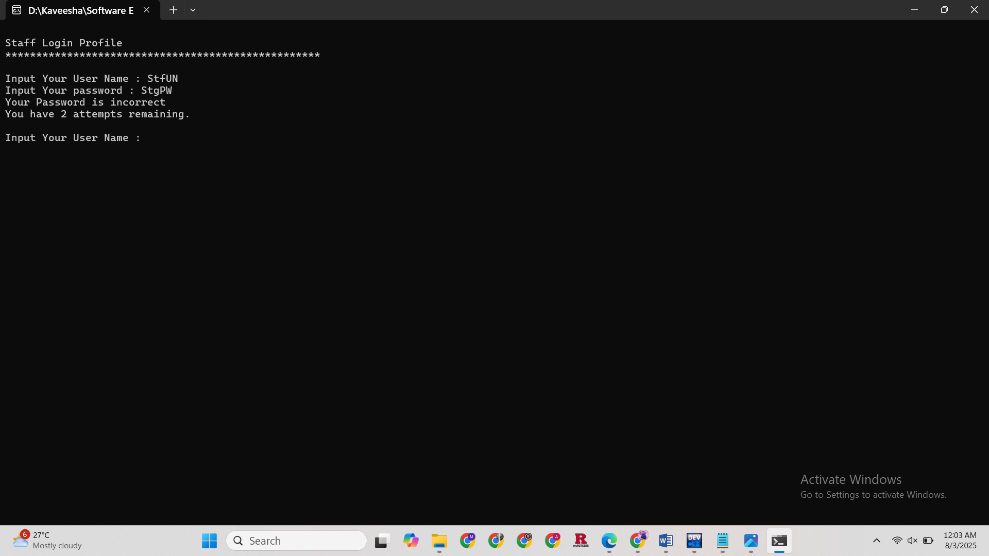 D:\Kaveesha\Software E
Staff Login Profile
***************************************************
Input Your User Name : StfUN
Input Your password : StgPW
Your Password is incorrect
You have 2 attempts remaining.
Input Your User Name :
Activate Windows
Go to Settings to activate Windows.
6
27°C
Mostly cloudy
Search
DEV
12:03 AM
8/3/2025